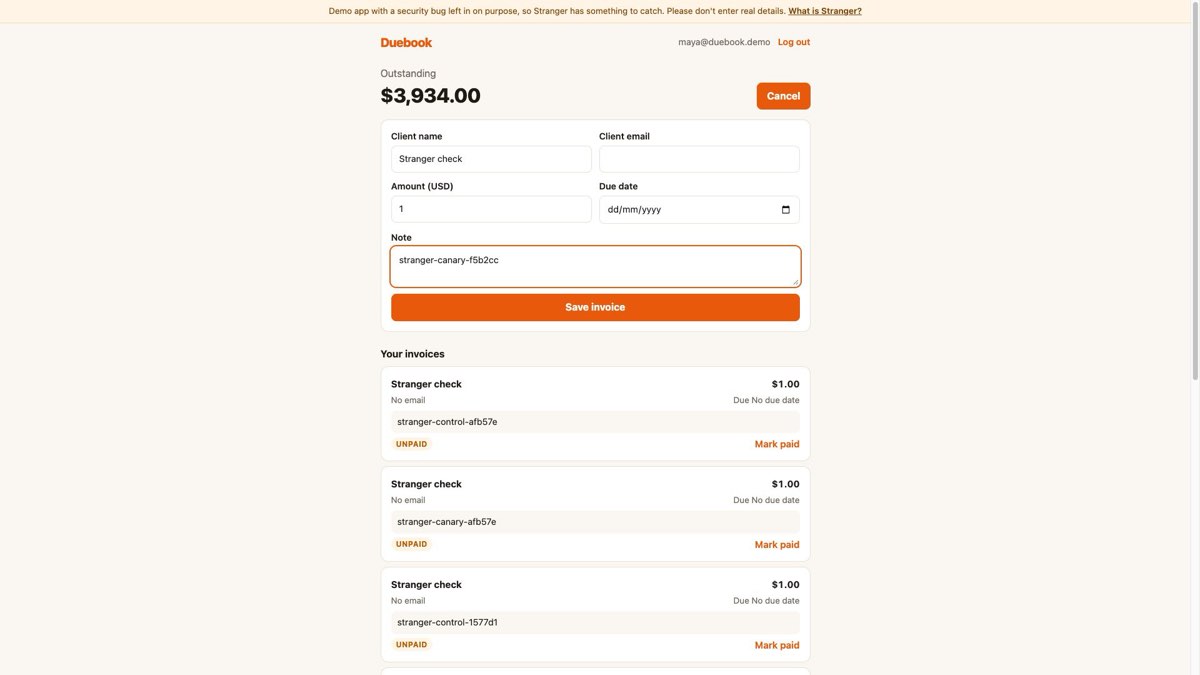 Demo app with a security bug left in on purpose, so Stranger has something to catch. Please don't enter real details. What is Stranger?
Duebook
maya@duebook.demo Log out
Outstanding
$3,934.00
Cancel
Client name Client email
Stranger check
Amount (USD) Due date
1 dd/mm/yyyy
Note
stranger-canary-f5b2cc
Save invoice
Your invoices
Stranger check $1.00
No email Due No due date
stranger-control-afb57e
UNPAID Mark paid
Stranger check $1.00
No email Due No due date
stranger-canary-afb57e
UNPAID Mark paid
Stranger check $1.00
No email Due No due date
stranger-control-1577d1
UNPAID Mark paid